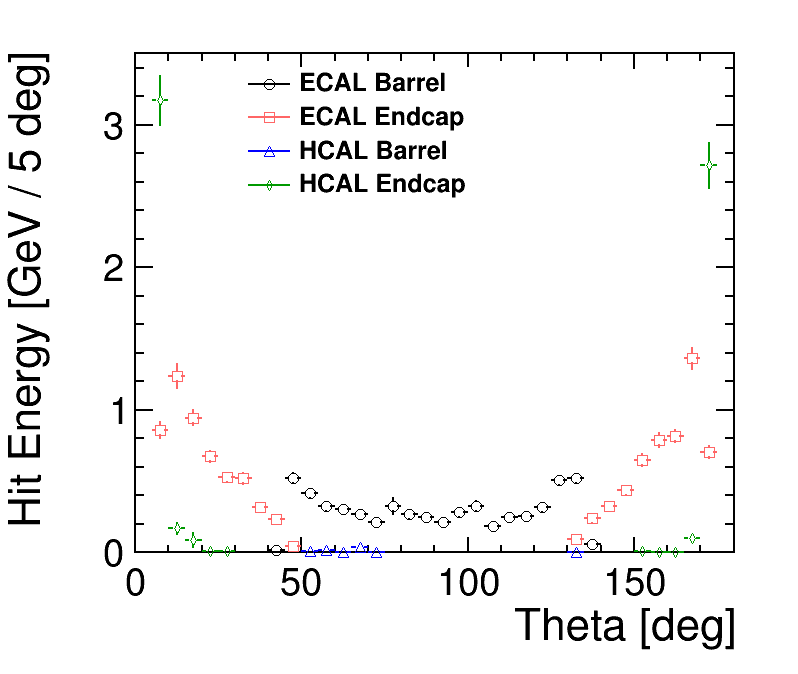 Hit Energy [GeV / 5 deg]
ECAL Barrel
ECAL Endcap
HCAL Barrel
HCAL Endcap
3
2
1
0
0 50 100 150
Theta [deg]